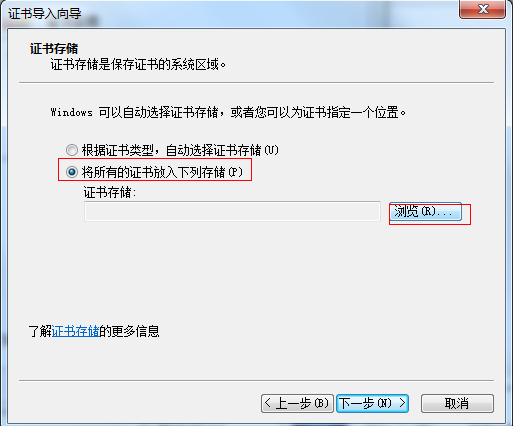 证书导入向导
证书存储
证书存储是保存证书的系统区域。
Windows 可以自动选择证书存储，或者您可以为证书指定一个位置。
根据证书类型，自动选择证书存储(U)
将所有的证书放入下列存储(P)
证书存储:
浏览(R)...
了解证书存储的更多信息
< 上一步(B) 下一步(N) > 取消